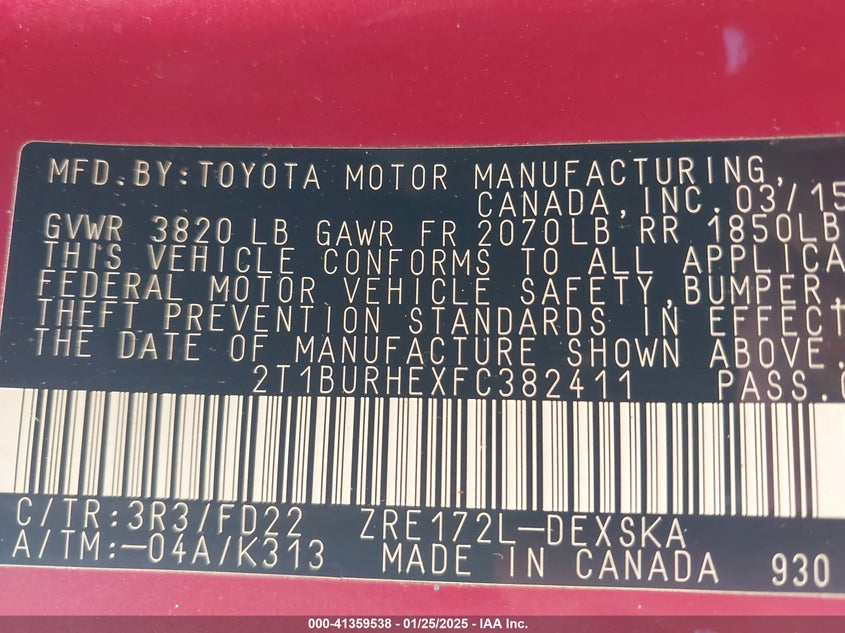 MFD.BY:TOYOTA MOTOR MANUFACTURING,
CANADA,INC. 03/15
GVWR 3820 LB GAWR FR 2070LB RR 1850LB
THIS VEHICLE CONFORMS TO ALL APPLICA
FEDERAL MOTOR VEHICLE SAFETY,BUMPER,
THEFT PREVENTION STANDARDS IN EFFECT
THE DATE OF MANUFACTURE SHOWN ABOVE.
2T1BURHEXFC382411 PASS.
C/TR:3R3/FD22 ZRE172L-DEXSKA
A/TM:-04A/K313 MADE IN CANADA 930
000-41359538 - 01/25/2025 - IAA Inc.